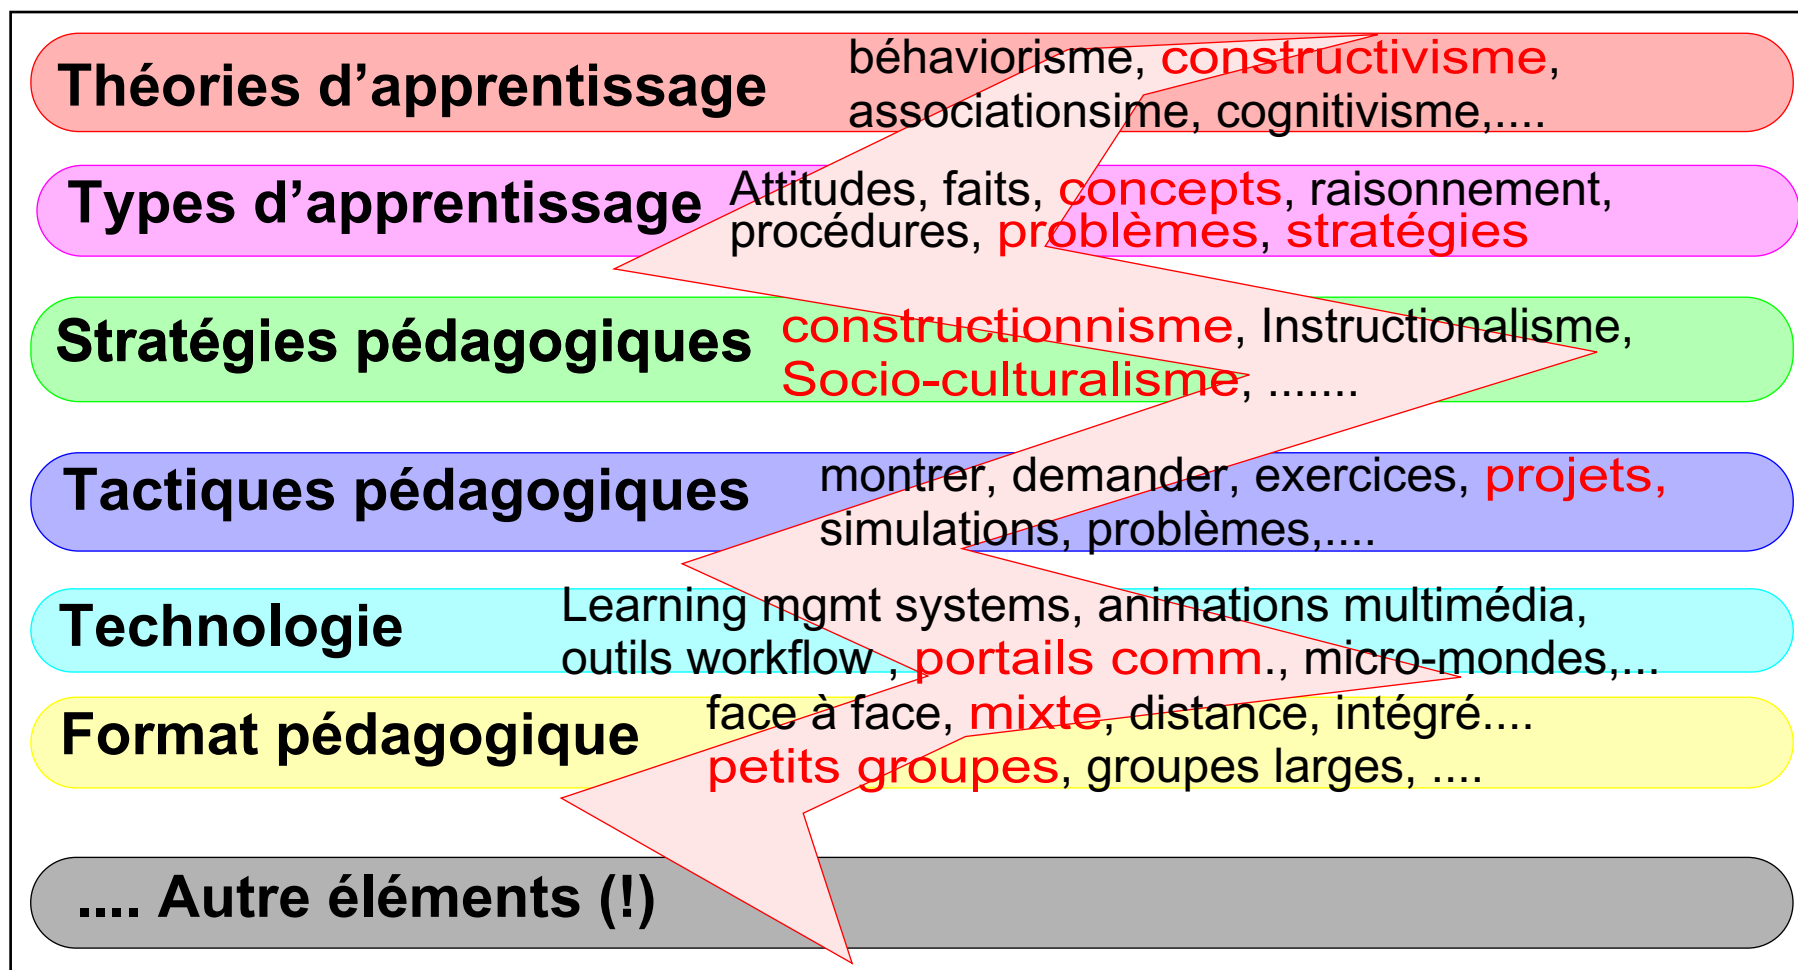 Théories d’apprentissage
béhaviorisme, constructivisme,
associationsime, cognitivisme,....
Types d’apprentissage
Attitudes, faits, concepts, raisonnement,
procédures, problèmes, stratégies
Stratégies pédagogiques
constructionnisme, Instructionalisme,
Socio-culturalisme, .......
Tactiques pédagogiques
montrer, demander, exercices, projets,
simulations, problèmes,....
Technologie
Learning mgmt systems, animations multimédia,
outils workflow , portails comm., micro-mondes,...
Format pédagogique
face à face, mixte, distance, intégré....
petits groupes, groupes larges, ....
.... Autre éléments (!)